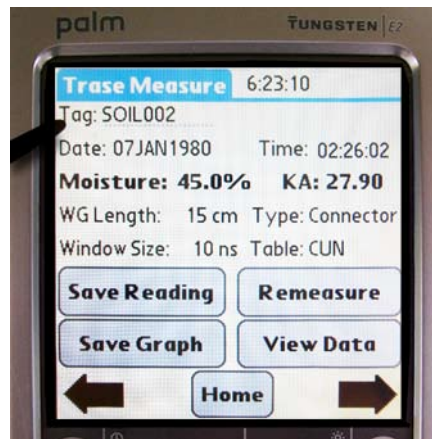 palm TUNGSTEN E2
Trase Measure 6:23:10
Tag: SOIL002
Date: 07JAN1980 Time: 02:26:02
Moisture: 45.0% KA: 27.90
WG Length: 15 cm Type: Connector
Window Size: 10 ns Table: CUN
Save Reading Remeasure
Save Graph View Data
Home